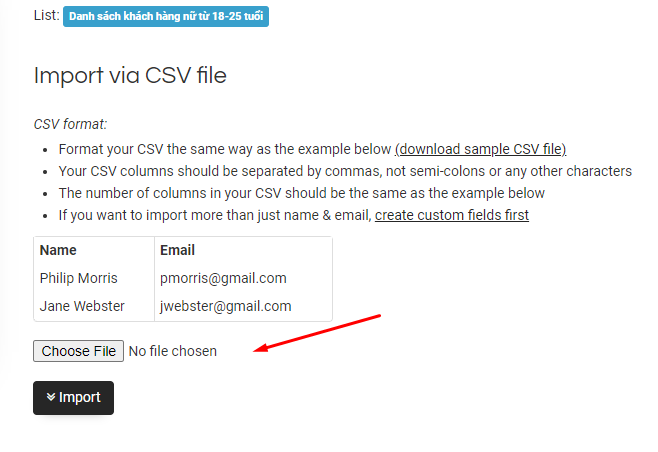 List: Danh sách khách hàng nữ từ 18-25 tuổi
Import via CSV file
CSV format:
Format your CSV the same way as the example below (download sample CSV file)
Your CSV columns should be separated by commas, not semi-colons or any other characters
The number of columns in your CSV should be the same as the example below
If you want to import more than just name & email, create custom fields first
Name Email
Philip Morris pmorris@gmail.com
Jane Webster jwebster@gmail.com
Choose File No file chosen
Import